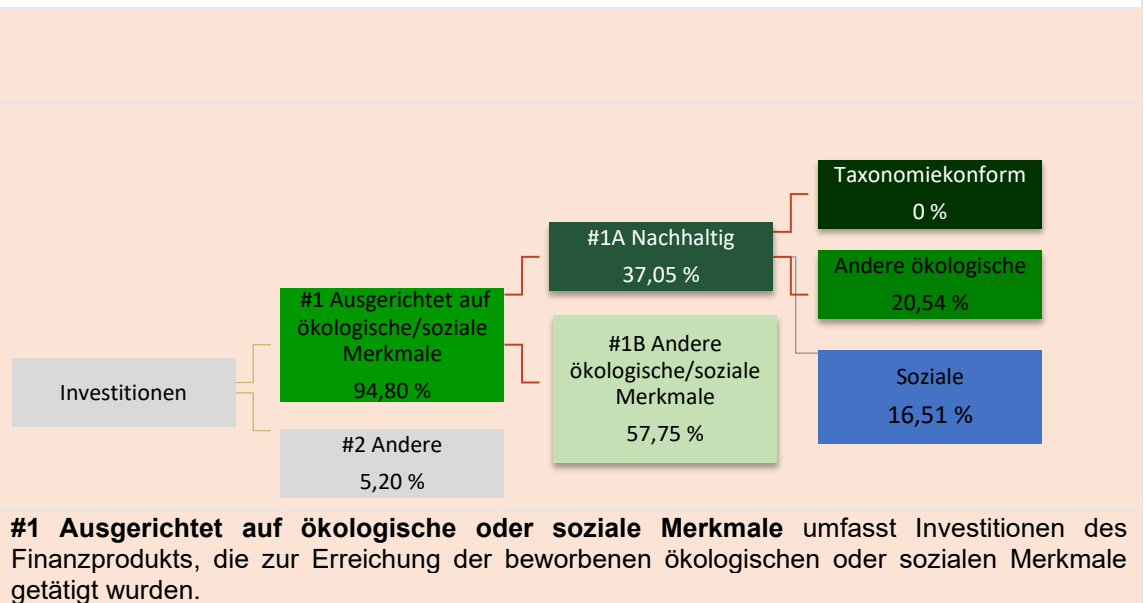 Taxonomiekonform
0 %
#1A Nachhaltig
37,05 %
Andere ökologische
20,54 %
#1 Ausgerichtet auf
ökologische/soziale
Merkmale
94,80 %
#1B Andere
ökologische/soziale
Merkmale
57,75 %
Soziale
16,51 %
Investitionen
#2 Andere
5,20 %
#1 Ausgerichtet auf ökologische oder soziale Merkmale umfasst Investitionen des
Finanzprodukts, die zur Erreichung der beworbenen ökologischen oder sozialen Merkmale
getätigt wurden.